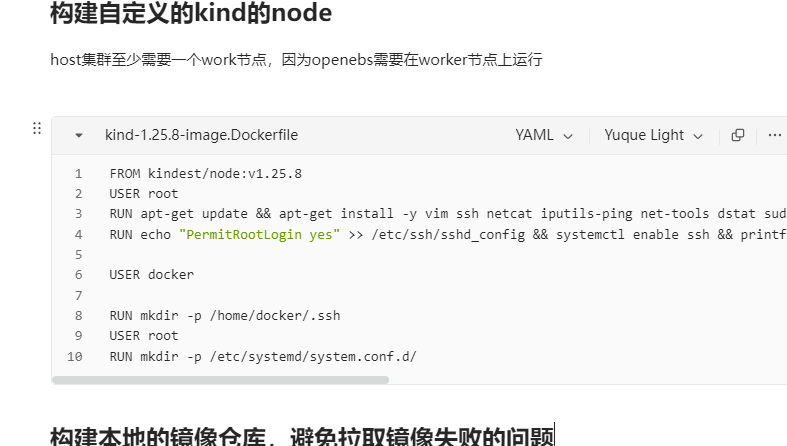 构建自定义的kind的node
host集群至少需要一个work节点，因为openebs需要在worker节点上运行
kind-1.25.8-image.Dockerfile YAML Yuque Light
1 FROM kindest/node:v1.25.8
2 USER root
3 RUN apt-get update && apt-get install -y vim ssh netcat iputils-ping net-tools dstat sud
4 RUN echo "PermitRootLogin yes" >> /etc/ssh/sshd_config && systemctl enable ssh && printf
5
6 USER docker
7
8 RUN mkdir -p /home/docker/.ssh
9 USER root
10 RUN mkdir -p /etc/systemd/system.conf.d/
构建本地的镜像仓库，避免拉取镜像失败的问题